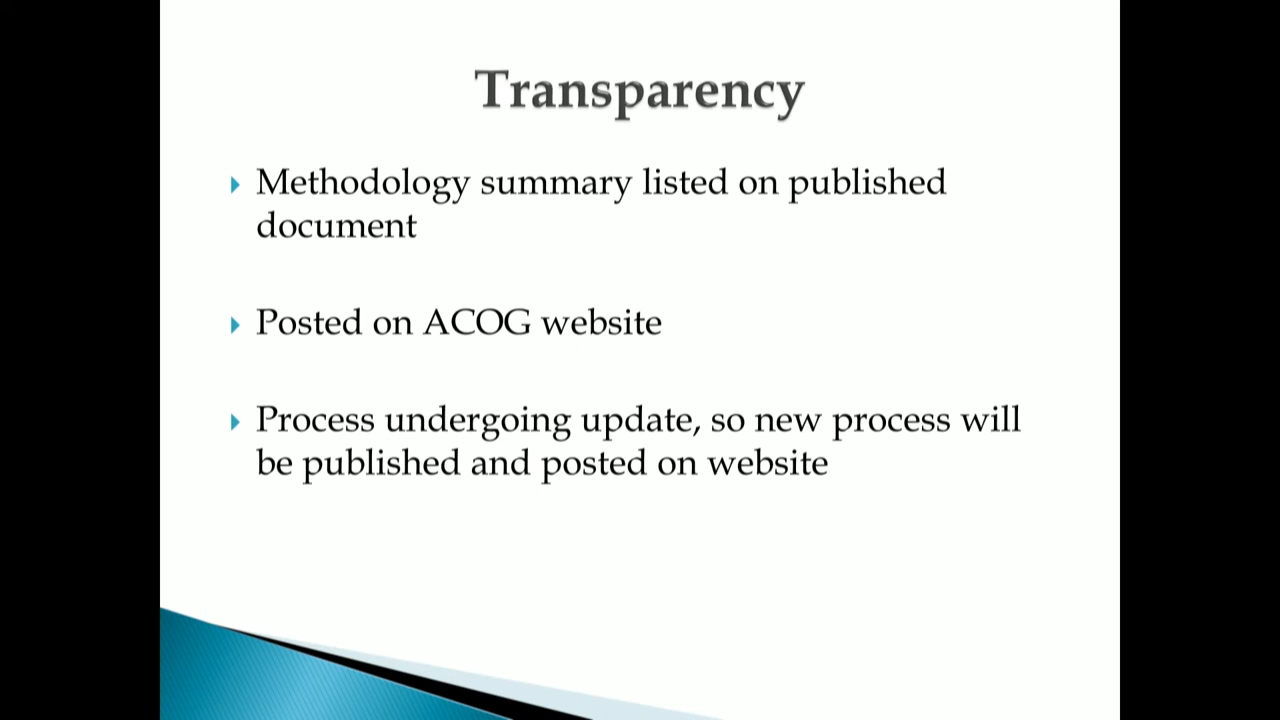 Transparency
Methodology summary listed on published
document
Posted on ACOG website
Process undergoing update, so new process will
be published and posted on website